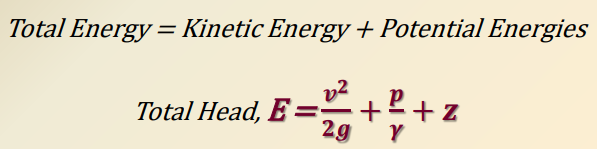 Total Energy = Kinetic Energy + Potential Energies
Total Head, E = v²/2g + p/γ + z